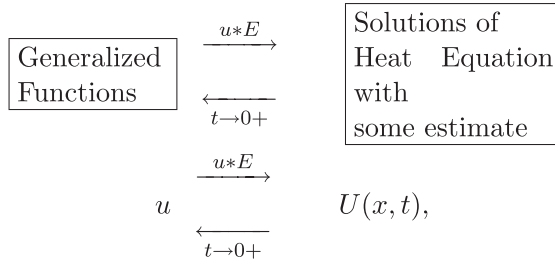 Generalized
Functions
u*E
t→0+
Solutions of
Heat Equation
with
some estimate
u*E
u
U(x, t),
t→0+